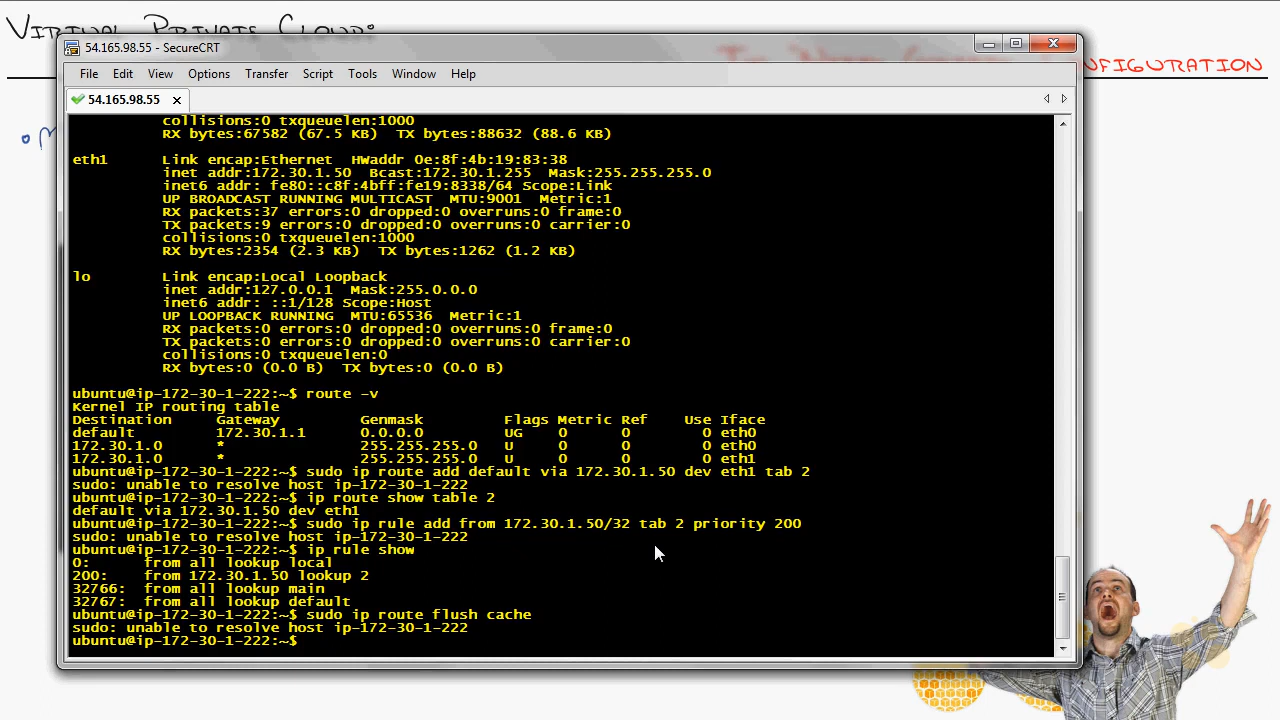 VIRTUAL PRIVATE CLOUD:
CONFIGURATION
54.165.98.55 - SecureCRT
File Edit View Options Transfer Script Tools Window Help
54.165.98.55
collisions:0 txqueuelen:1000
RX bytes:67582 (67.5 KB)  TX bytes:88632 (88.6 KB)
eth1 Link encap:Ethernet  HWaddr 0e:8f:4b:19:83:38
inet addr:172.30.1.50  Bcast:172.30.1.255  Mask:255.255.255.0
inet6 addr: fe80::c8f:4bff:fe19:8338/64 Scope:Link
UP BROADCAST RUNNING MULTICAST  MTU:9001  Metric:1
RX packets:37 errors:0 dropped:0 overruns:0 frame:0
TX packets:9 errors:0 dropped:0 overruns:0 carrier:0
collisions:0 txqueuelen:1000
RX bytes:2354 (2.3 KB)  TX bytes:1262 (1.2 KB)
lo Link encap:Local Loopback
inet addr:127.0.0.1  Mask:255.0.0.0
inet6 addr: ::1/128 Scope:Host
UP LOOPBACK RUNNING  MTU:65536  Metric:1
RX packets:0 errors:0 dropped:0 overruns:0 frame:0
TX packets:0 errors:0 dropped:0 overruns:0 carrier:0
collisions:0 txqueuelen:0
RX bytes:0 (0.0 B)  TX bytes:0 (0.0 B)
ubuntu@ip-172-30-1-222:~$ route -v
Kernel IP routing table
Destination Gateway Genmask Flags Metric Ref Use Iface
default 172.30.1.1 0.0.0.0 UG 0 0 0 eth0
172.30.1.0 * 255.255.255.0 U 0 0 0 eth0
172.30.1.0 * 255.255.255.0 U 0 0 0 eth1
ubuntu@ip-172-30-1-222:~$ sudo ip route add default via 172.30.1.50 dev eth1 tab 2
sudo: unable to resolve host ip-172-30-1-222
ubuntu@ip-172-30-1-222:~$ ip route show table 2
default via 172.30.1.50 dev eth1
ubuntu@ip-172-30-1-222:~$ sudo ip rule add from 172.30.1.50/32 tab 2 priority 200
sudo: unable to resolve host ip-172-30-1-222
ubuntu@ip-172-30-1-222:~$ ip rule show
0: from all lookup local
200: from 172.30.1.50 lookup 2
32766: from all lookup main
32767: from all lookup default
ubuntu@ip-172-30-1-222:~$ sudo ip route flush cache
sudo: unable to resolve host ip-172-30-1-222
ubuntu@ip-172-30-1-222:~$